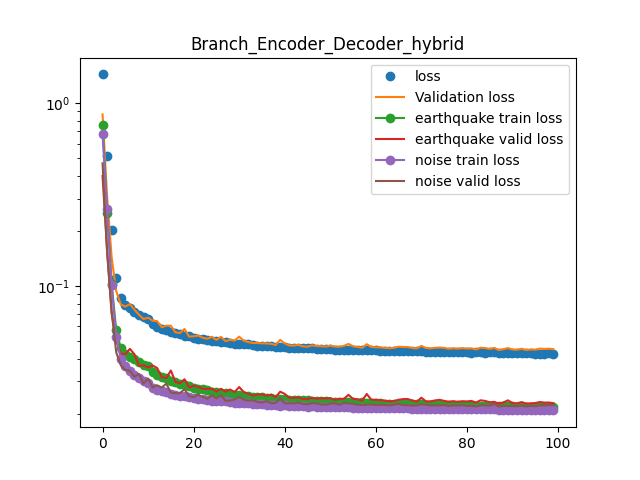 Branch_Encoder_Decoder_hybrid
loss
Validation loss
earthquake train loss
earthquake valid loss
noise train loss
noise valid loss
10^0
10^-1
0 20 40 60 80 100